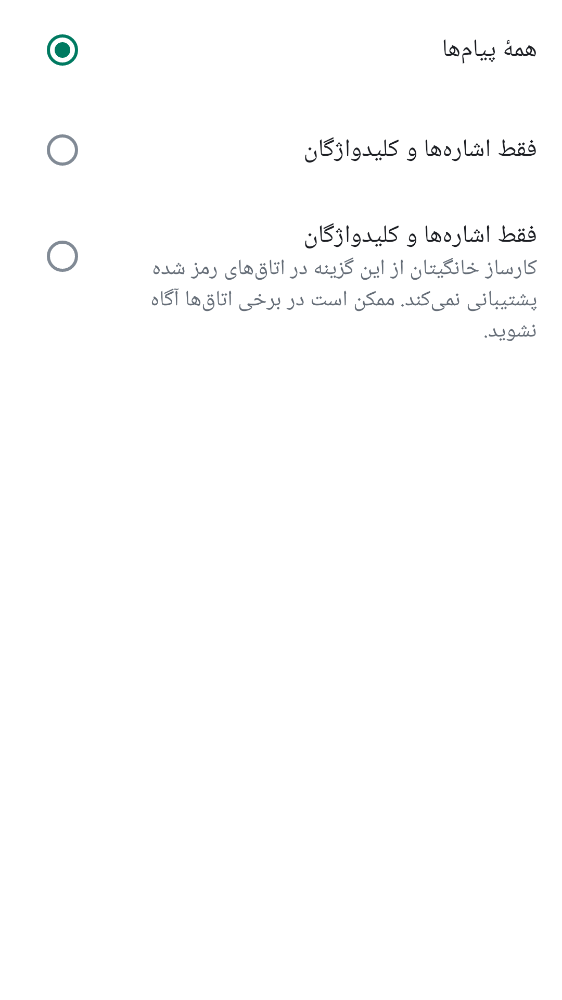 همهٔ پیام‌ها
فقط اشاره‌ها و کلیدواژگان
فقط اشاره‌ها و کلیدواژگان
کارساز خانگیتان از این گزینه در اتاق‌های رمز شده
پشتیبانی نمی‌کند. ممکن است در برخی اتاق‌ها آگاه
نشوید.